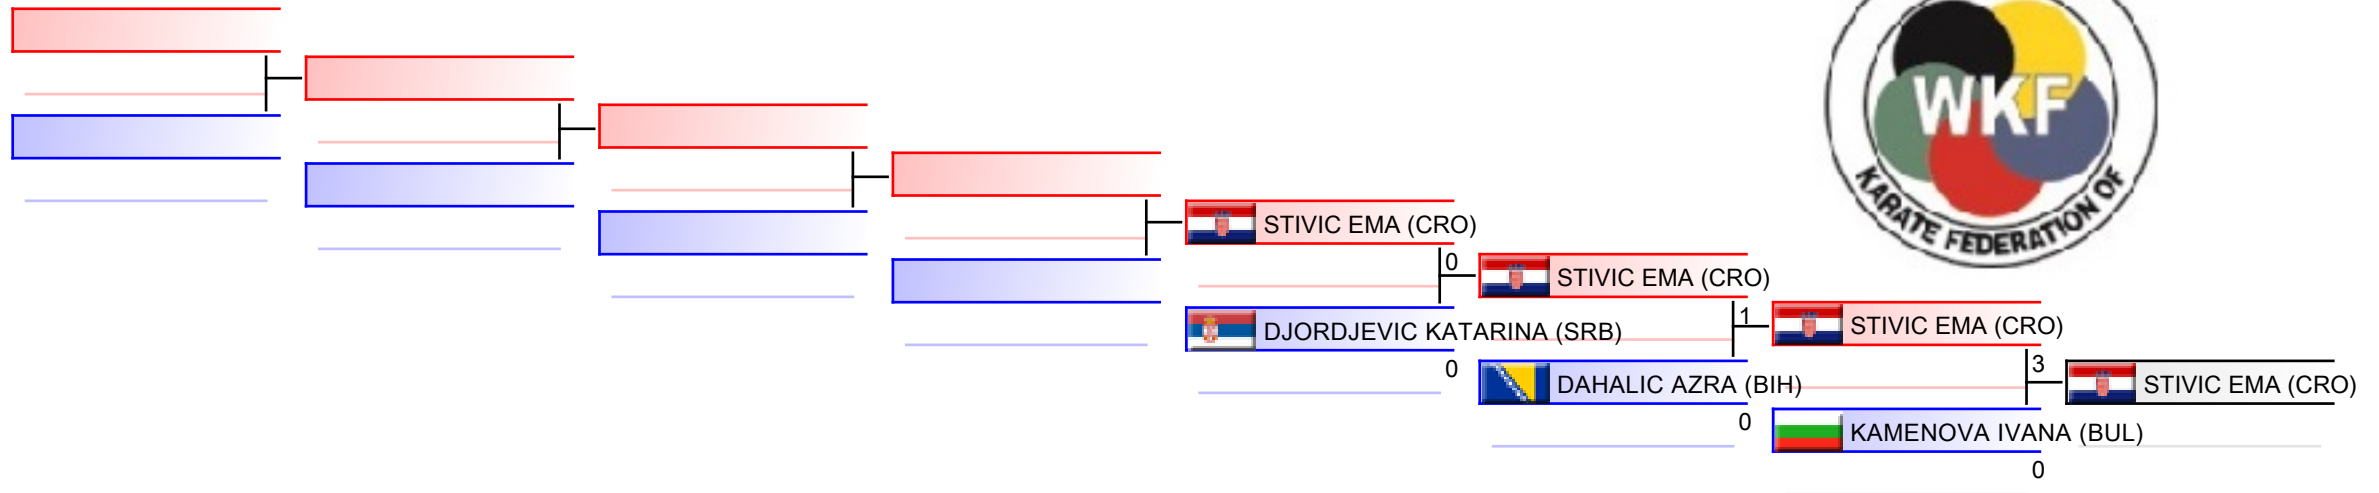 WKF
KARATE FEDERATION OF
STIVIC EMA (CRO)
0
STIVIC EMA (CRO)
DJORDJEVIC KATARINA (SRB)
0
1
STIVIC EMA (CRO)
DAHALIC AZRA (BIH)
0
3
STIVIC EMA (CRO)
KAMENOVA IVANA (BUL)
0